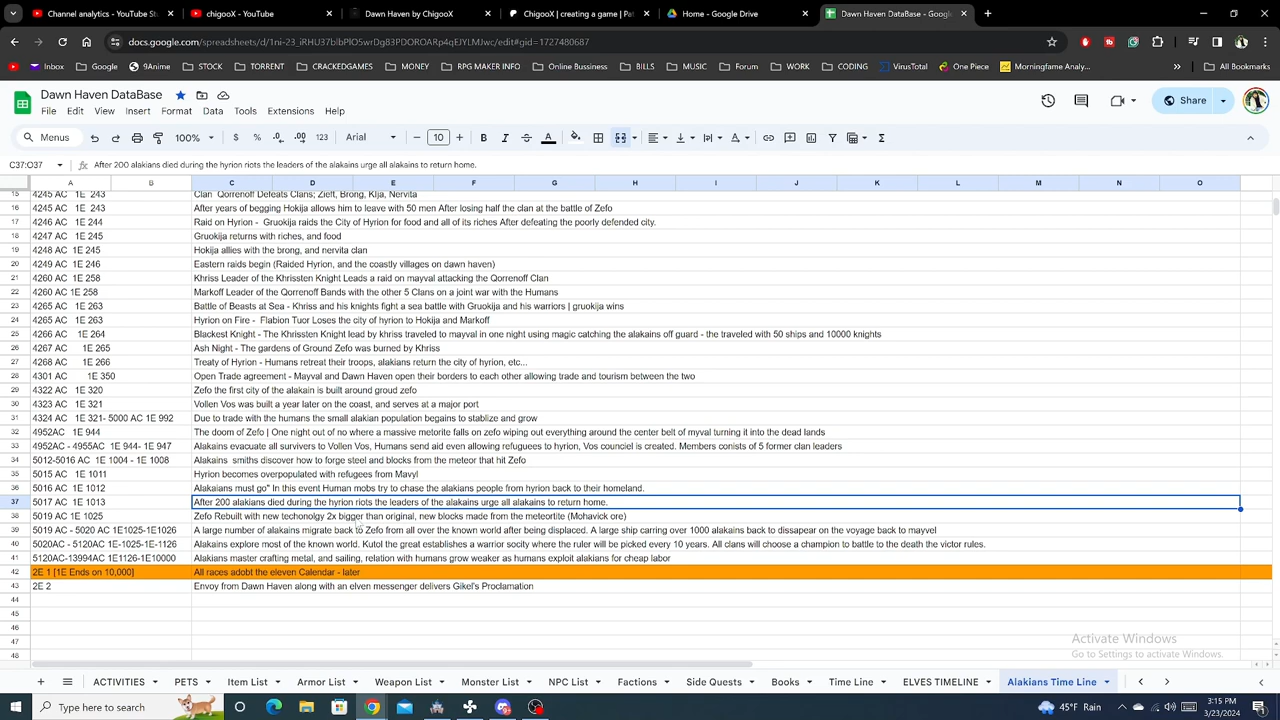 Channel analytics - YouTube St
chigooX - YouTube
Dawn Haven by ChigooX
ChigooX | creating a game | Pat
Home - Google Drive
Dawn Haven DataBase - Google
docs.google.com/spreadsheets/d/1ni-23_iRHU37lblbPlO5wrDgB3PDOROARp4qEJYLMJwc/edit#gid=1727480687
Inbox Google 9Anime STOCK TORRENT CRACKGAMES MONEY RPG MAKER INFO Online Bussiness BILLS MUSIC Forum WORK CODING VirusTotal One Piece Morningfame Analy... » All Bookmarks
Dawn Haven DataBase
File Edit View Insert Format Data Tools Extensions Help
Share
Menus 100% $ % .0 .00 123 Arial 10 B I A Σ
C37:O37 fx After 200 alakians died during the hyrion riots the leaders of the alakains urge all alakains to return home.
A B C D E F G H I J K L M N O
15 4245 AC 1E 243 Clan Qorrenoff Defeats Clans; Zieft, Brong, Klja, Nervita
16 4245 AC 1E 243 After years of begging Hokija allows him to leave with 50 men After losing half the clan at the battle of Zefo
17 4246 AC 1E 244 Raid on Hyrion - Gruokija raids the City of Hyrion for food and all of its riches After defeating the poorly defended city.
18 4247 AC 1E 245 Gruokija returns with riches, and food
19 4248 AC 1E 245 Hokija allies with the brong, and nervita clan
20 4249 AC 1E 246 Eastern raids begin (Raided Hyrion, and the coastly villages on dawn haven)
21 4260 AC 1E 258 Khriss Leader of the Khrissten Knight Leads a raid on mayval attacking the Qorrenoff Clan
22 4260 AC 1E 258 Markoff Leader of the Qorrenoff Bands with the other 5 Clans on a joint war with the Humans
23 4265 AC 1E 263 Battle of Beasts at Sea - Khriss and his knights fight a sea battle with Gruokija and his warriors | gruokija wins
24 4265 AC 1E 263 Hyrion on Fire - Flabion Tuor Loses the city of hyrion to Hokija and Markoff
25 4266 AC 1E 264 Blackest Knight - The Khrissten Knight lead by khriss traveled to mayval in one night using magic catching the alakains off guard - the traveled with 50 ships and 10000 knights
26 4267 AC 1E 265 Ash Night - The gardens of Ground Zefo was burned by Khriss
27 4268 AC 1E 266 Treaty of Hyrion - Humans retreat their troops, alakians return the city of hyrion, etc...
28 4301 AC 1E 350 Open Trade agreement - Mayval and Dawn Haven open their borders to each other allowing trade and tourism between the two
29 4322 AC 1E 320 Zefo the first city of the alakain is built around groud zefo
30 4323 AC 1E 321 Vollen Vos was built a year later on the coast, and serves at a major port
31 4324 AC 1E 321- 5000 AC 1E 992 Due to trade with the humans the small alakian population begains to stablize and grow
32 4952AC 1E 944 The doom of Zefo | One night out of no where a massive metorite falls on zefo wiping out everything around the center belt of myval turning it into the dead lands
33 4952AC - 4955AC 1E 944- 1E 947 Alakains evacuate all survivers to Vollen Vos, Humans send aid even allowing refuguees to hyrion, Vos counciel is created. Members conists of 5 former clan leaders
34 5012-5016 AC 1E 1004 - 1E 1008 Alakains smiths discover how to forge steel and blocks from the meteor that hit Zefo
35 5015 AC 1E 1011 Hyrion becomes overpopulated with refugees from Mavyl
36 5016 AC 1E 1012 Alakaians must go" In this event Human mobs try to chase the alakians people from hyrion back to their homeland.
37 5017 AC 1E 1013 After 200 alakians died during the hyrion riots the leaders of the alakains urge all alakains to return home.
38 5019 AC 1E 1025 Zefo Rebuilt with new techonolgy 2x bigger than original, new blocks made from the meteortite (Mohavick ore)
39 5019 AC - 5020 AC 1E1025-1E1026 A large number of alakains migrate back to Zefo from all over the known world after being displaced. A large ship carring over 1000 alakains back to dissapear on the voyage back to mayvel
40 5020AC - 5120AC 1E-1025-1E-1126 Alakains explore most of the known world. Kutol the great establishes a warrior socity where the ruler will be picked every 10 years. All clans will choose a champion to battle to the death the victor rules.
41 5120AC-13994AC 1E1126-1E10000 Alakians master crafting metal, and sailing, relation with humans grow weaker as humans exploit alakians for cheap labor
42 2E 1 [1E Ends on 10,000] All races adobt the eleven Calendar - later
43 2E 2 Envoy from Dawn Haven along with an elven messenger delivers Gikel's Proclamation
44
45
46
47
48
Activate Windows
Go to Settings to activate Windows.
ACTIVITIES PETS Item List Armor List Weapon List Monster List NPC List Factions Side Quests Books Time Line ELVES TIMELINE Alakians Time Line
Type here to search
45°F Rain
3:15 PM
3/23/2024